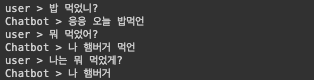 user > 밥 먹었니?
Chatbot > 응응 오늘 밥먹언
user > 뭐 먹었어?
Chatbot > 나 햄버거 먹언
user > 나는 뭐 먹었게?
Chatbot > 나 햄버거